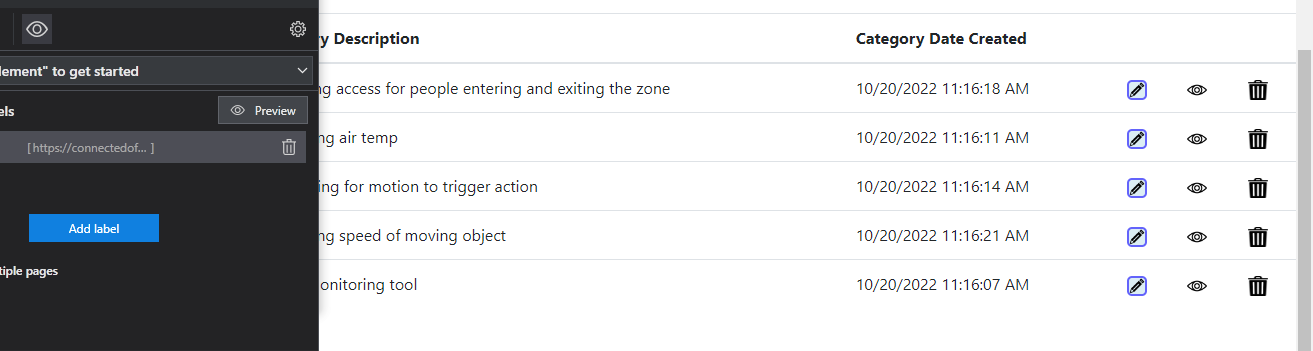 ry Description Category Date Created
lement" to get started
ng access for people entering and exiting the zone 10/20/2022 11:16:18 AM
els Preview
ng air temp 10/20/2022 11:16:11 AM
[https://connectedof... ]
ing for motion to trigger action 10/20/2022 11:16:14 AM
Add label
ng speed of moving object 10/20/2022 11:16:21 AM
tiple pages
onitoring tool 10/20/2022 11:16:07 AM